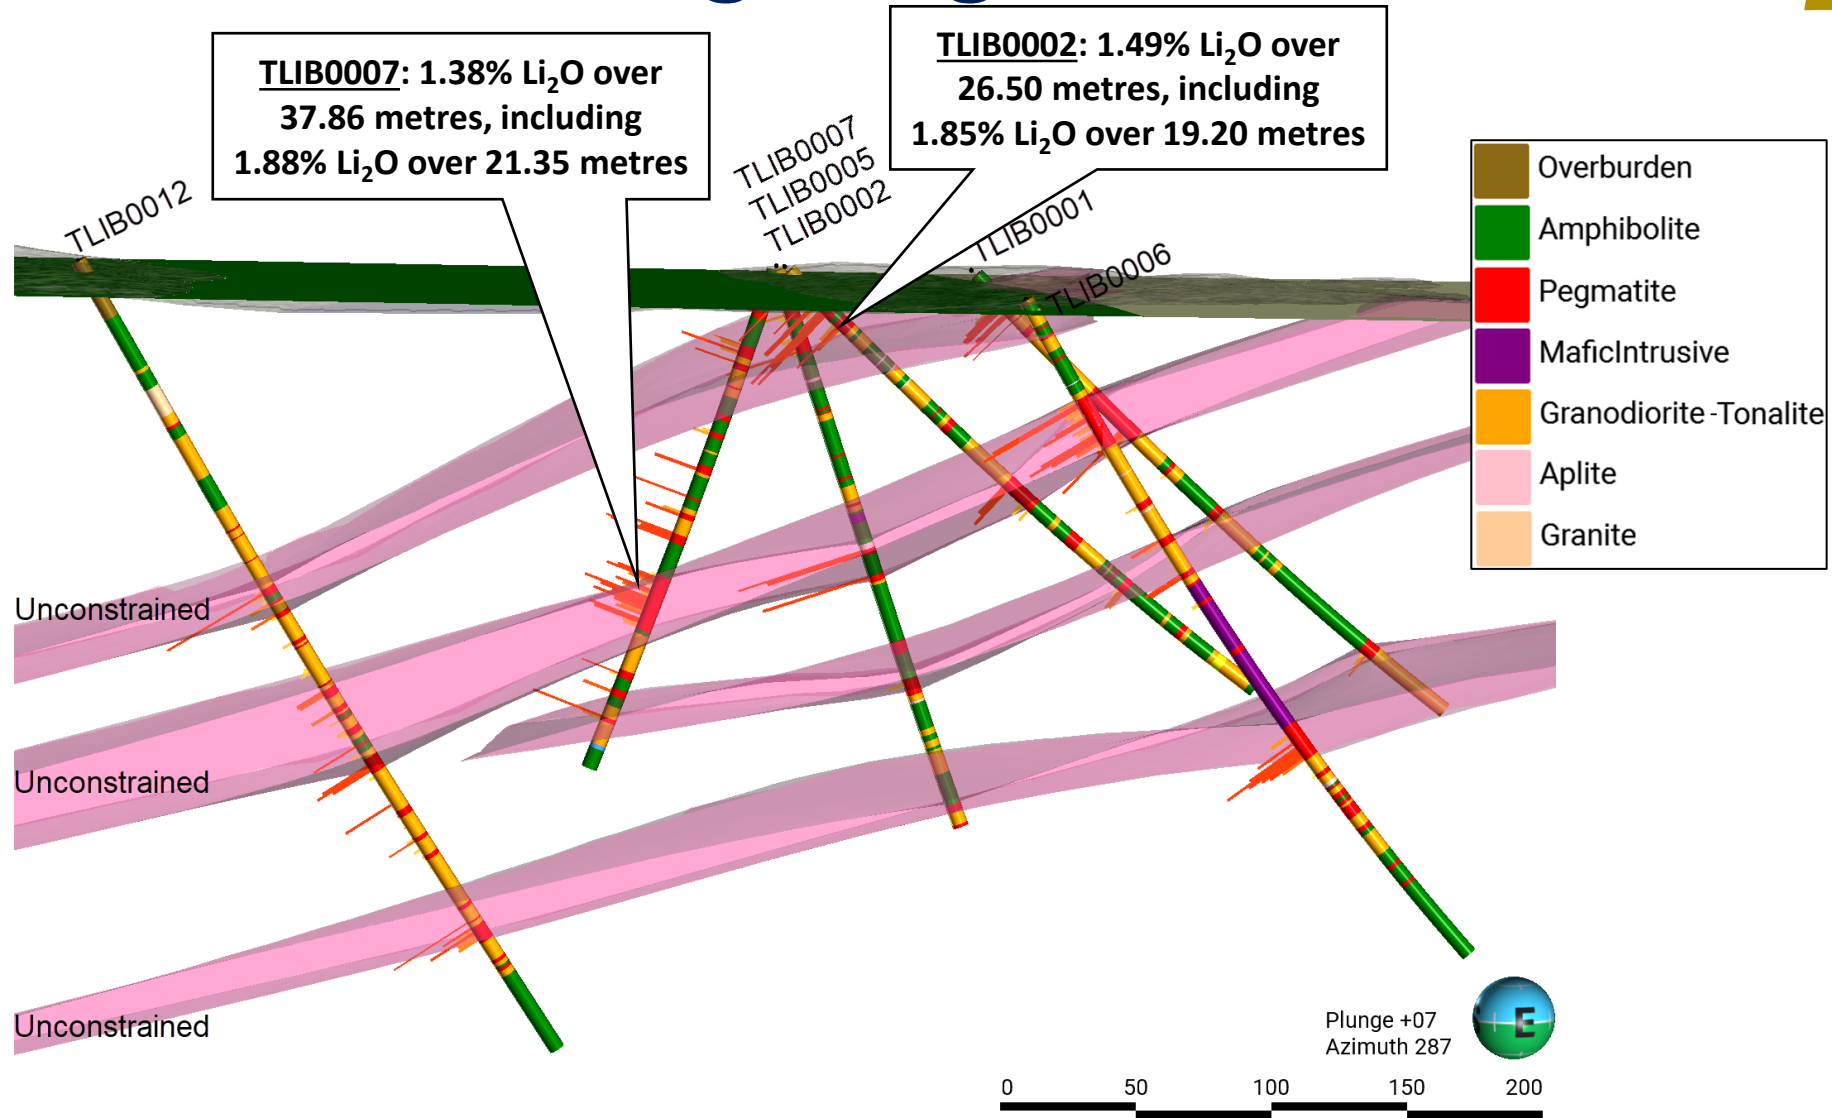 TLIB0007: 1.38% Li₂O over
37.86 metres, including
1.88% Li₂O over 21.35 metres
TLIB0002: 1.49% Li₂O over
26.50 metres, including
1.85% Li₂O over 19.20 metres
TLIB0012
TLIB0007
TLIB0005
TLIB0002
TLIB0001
TLIB0006
Overburden
Amphibolite
Pegmatite
MaficIntrusive
Granodiorite -Tonalite
Aplite
Granite
Unconstrained
Unconstrained
Unconstrained
E
Plunge +07
Azimuth 287
0 50 100 150 200